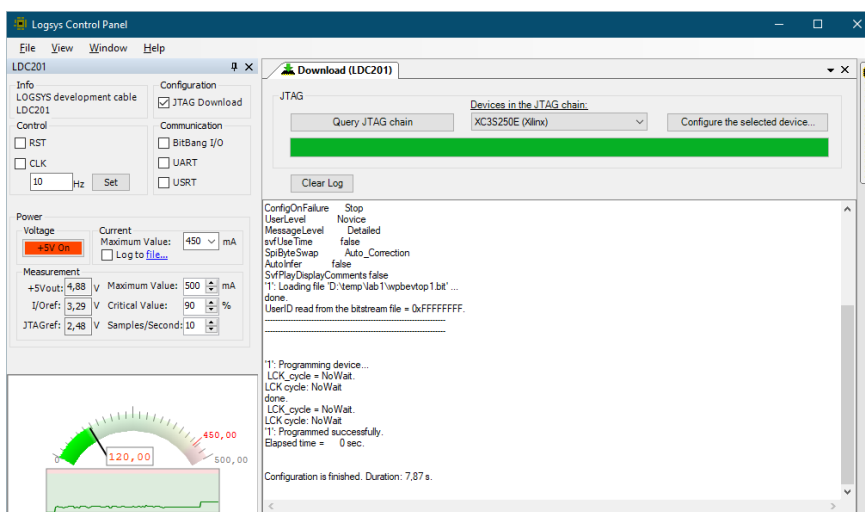 Logsys Control Panel
File View Window Help
LDC201
Info
LOGSYS development cable
LDC201
Configuration
JTAG Download
Control
RST
CLK
10 Hz Set
Communication
BitBang I/O
UART
USRT
Power
Voltage
+5V On
Current
Maximum Value: 450 mA
Log to file...
Measurement
+5Vout: 4,88 V Maximum Value: 500 mA
I/Oref: 3,29 V Critical Value: 90 %
JTAGref: 2,48 V Samples/Second: 10
0
120,00
450,00
500,00
Download (LDC201)
JTAG
Query JTAG chain
Devices in the JTAG chain:
XC3S250E (Xilinx)
Configure the selected device...
Clear Log
ConfigOnFailure Stop
UserLevel Novice
MessageLevel Detailed
svfUseTime false
SpiByteSwap Auto_Correction
AutoInfer false
SvfPlayDisplayComments false
'1': Loading file 'D:\temp\lab1\wpbevtop1.bit' ...
done.
UserID read from the bitstream file = 0xFFFFFFFF.
----------------------------------------------------------------------
----------------------------------------------------------------------
'1': Programming device...
LCK_cycle = NoWait.
LCK cycle: NoWait
done.
LCK_cycle = NoWait.
LCK cycle: NoWait
'1': Programmed successfully.
Elapsed time = 0 sec.
Configuration is finished. Duration: 7,87 s.